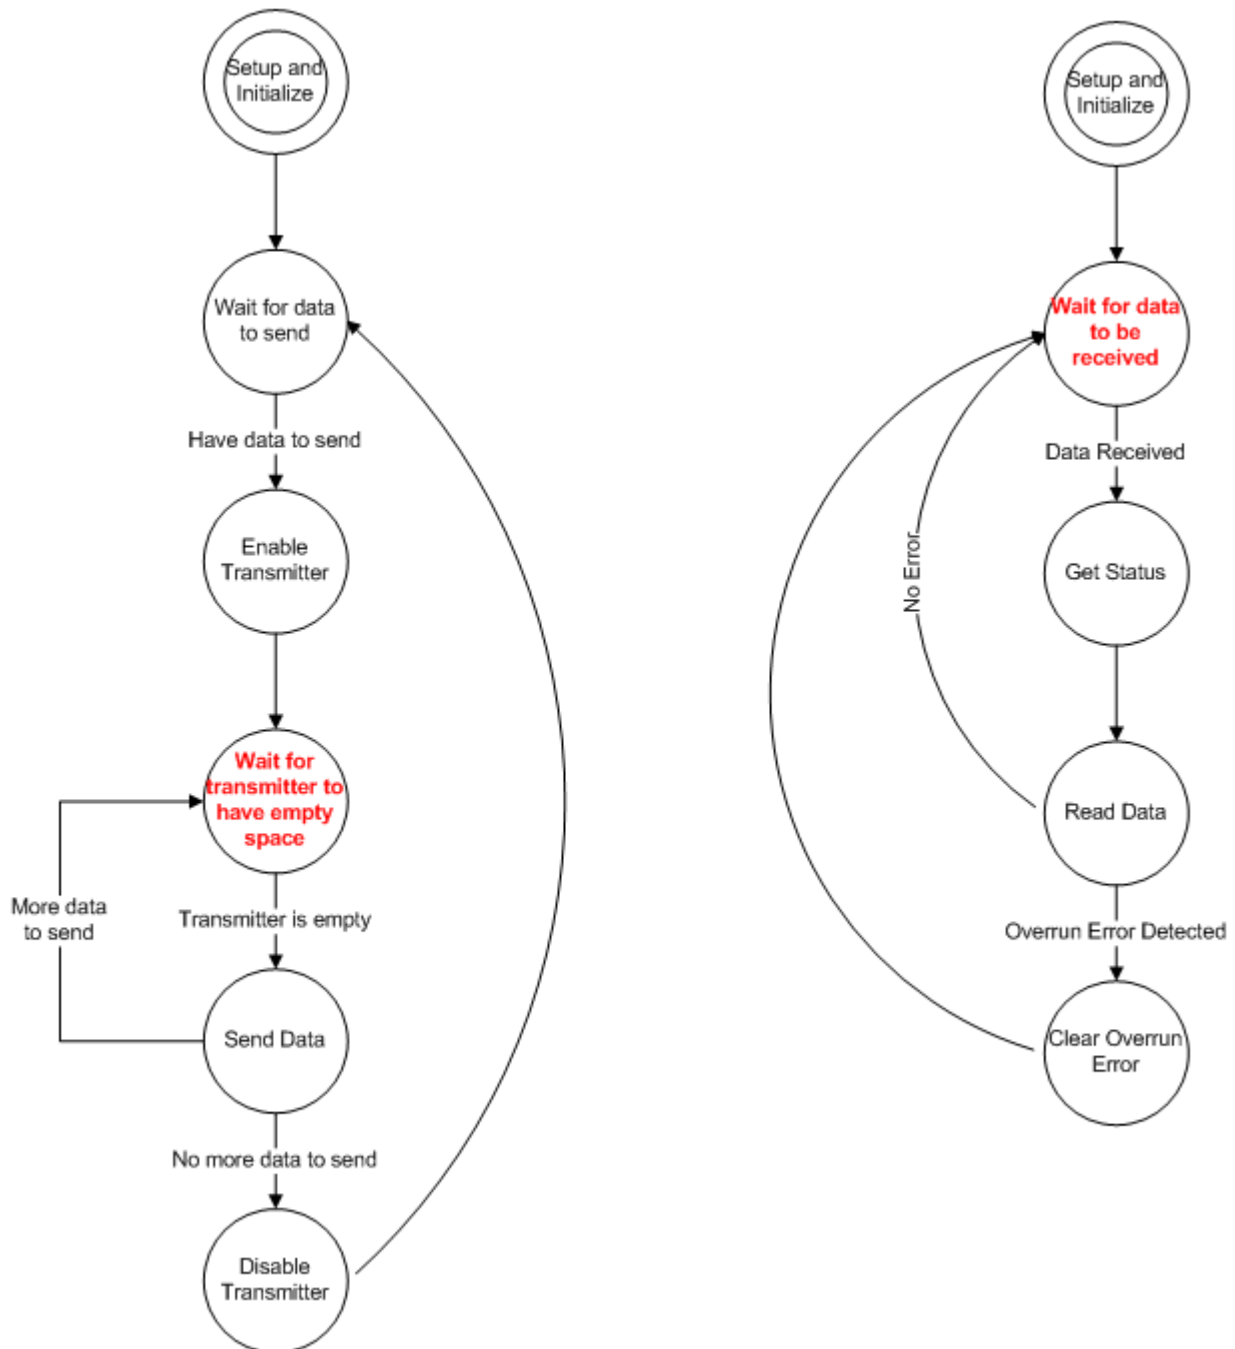 Setup and
Initialize
Wait for data
to send
Have data to send
Enable
Transmitter
Wait for
transmitter to
have empty
space
More data
to send
Transmitter is empty
Send Data
No more data to send
Disable
Transmitter
Setup and
Initialize
Wait for data
to be
received
Data Received
No Error
Get Status
Read Data
Overrun Error Detected
Clear Overrun
Error